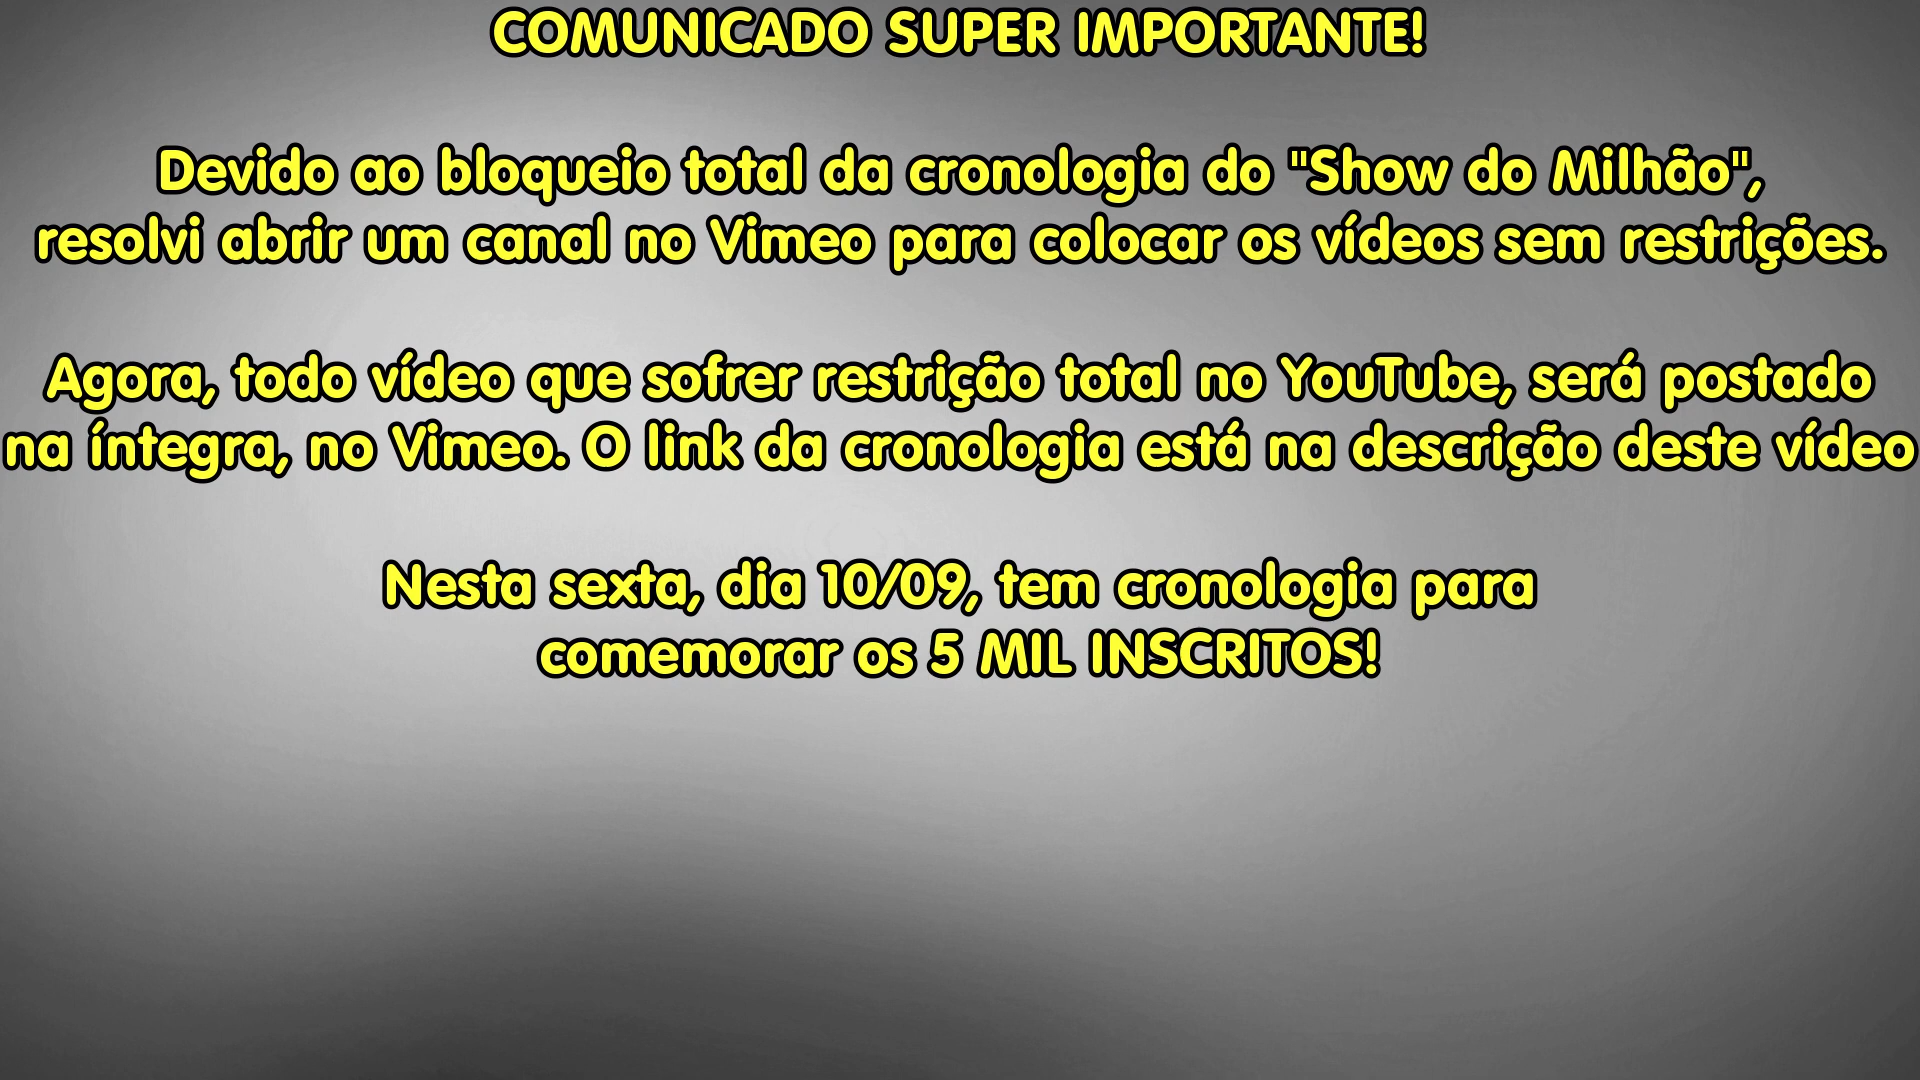 COMUNICADO SUPER IMPORTANTE!
Devido ao bloqueio total da cronologia do "Show do Milhão",
resolvi abrir um canal no Vimeo para colocar os vídeos sem restrições.
Agora, todo vídeo que sofrer restrição total no YouTube, será postado
na íntegra, no Vimeo. O link da cronologia está na descrição deste vídeo
Nesta sexta, dia 10/09, tem cronologia para
comemorar os 5 MIL INSCRITOS!